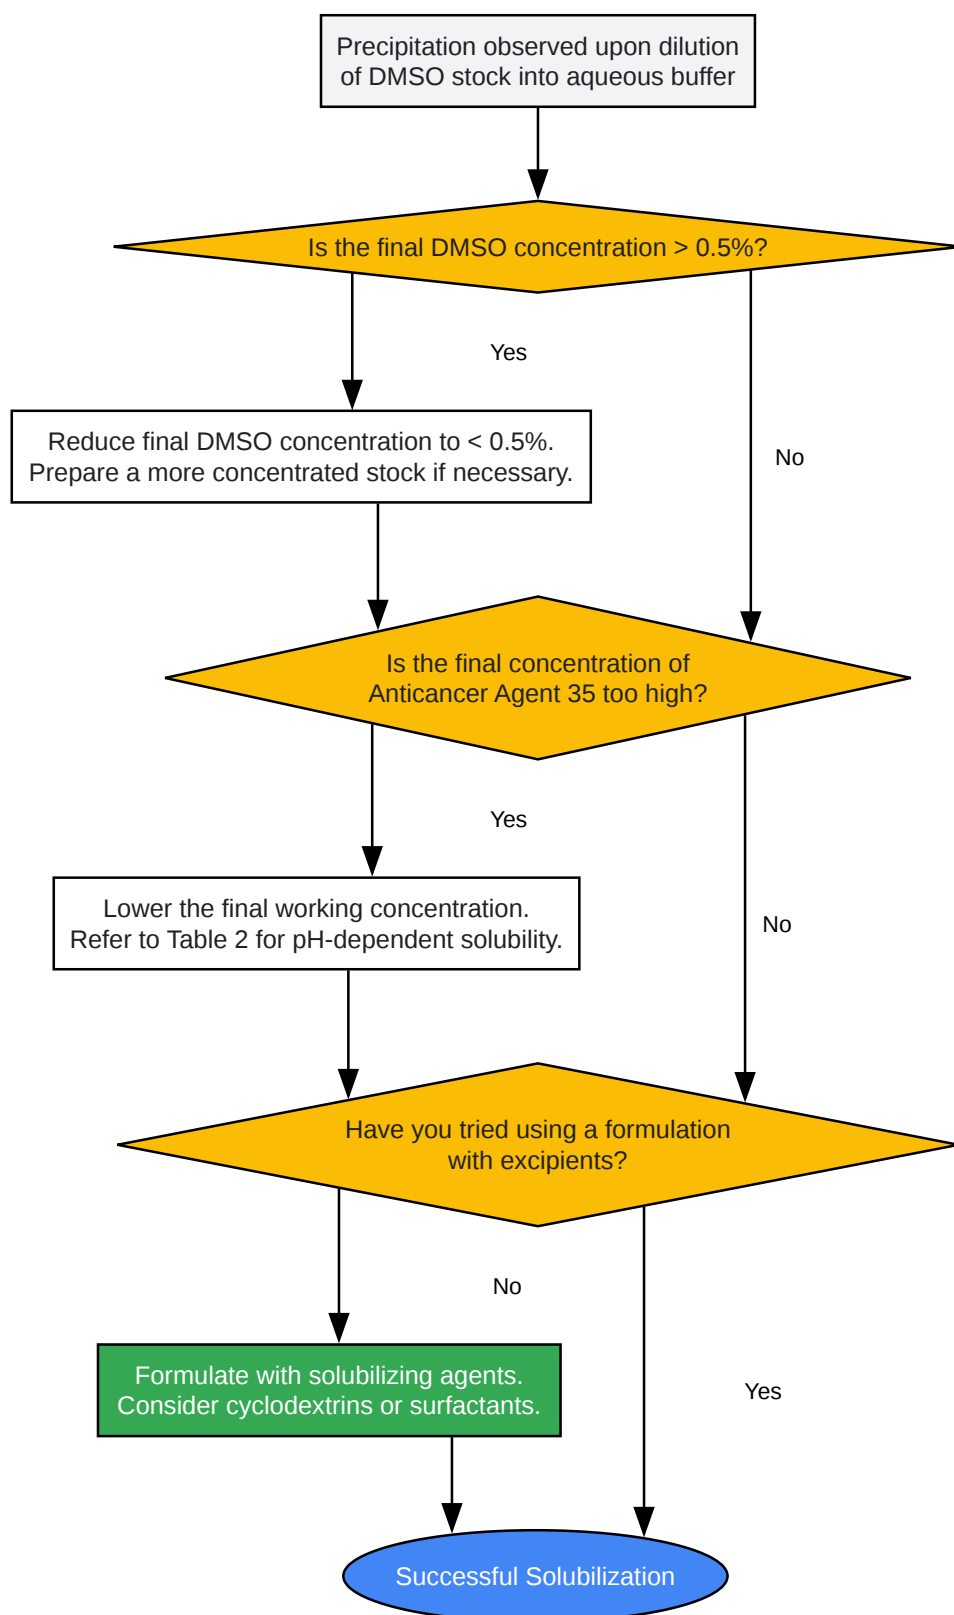 Precipitation observed upon dilution
of DMSO stock into aqueous buffer
Is the final DMSO concentration > 0.5%?
Yes
Reduce final DMSO concentration to < 0.5%.
Prepare a more concentrated stock if necessary.
No
Is the final concentration of
Anticancer Agent 35 too high?
Yes
Lower the final working concentration.
Refer to Table 2 for pH-dependent solubility.
No
Have you tried using a formulation
with excipients?
No
Formulate with solubilizing agents.
Consider cyclodextrins or surfactants.
Yes
Successful Solubilization